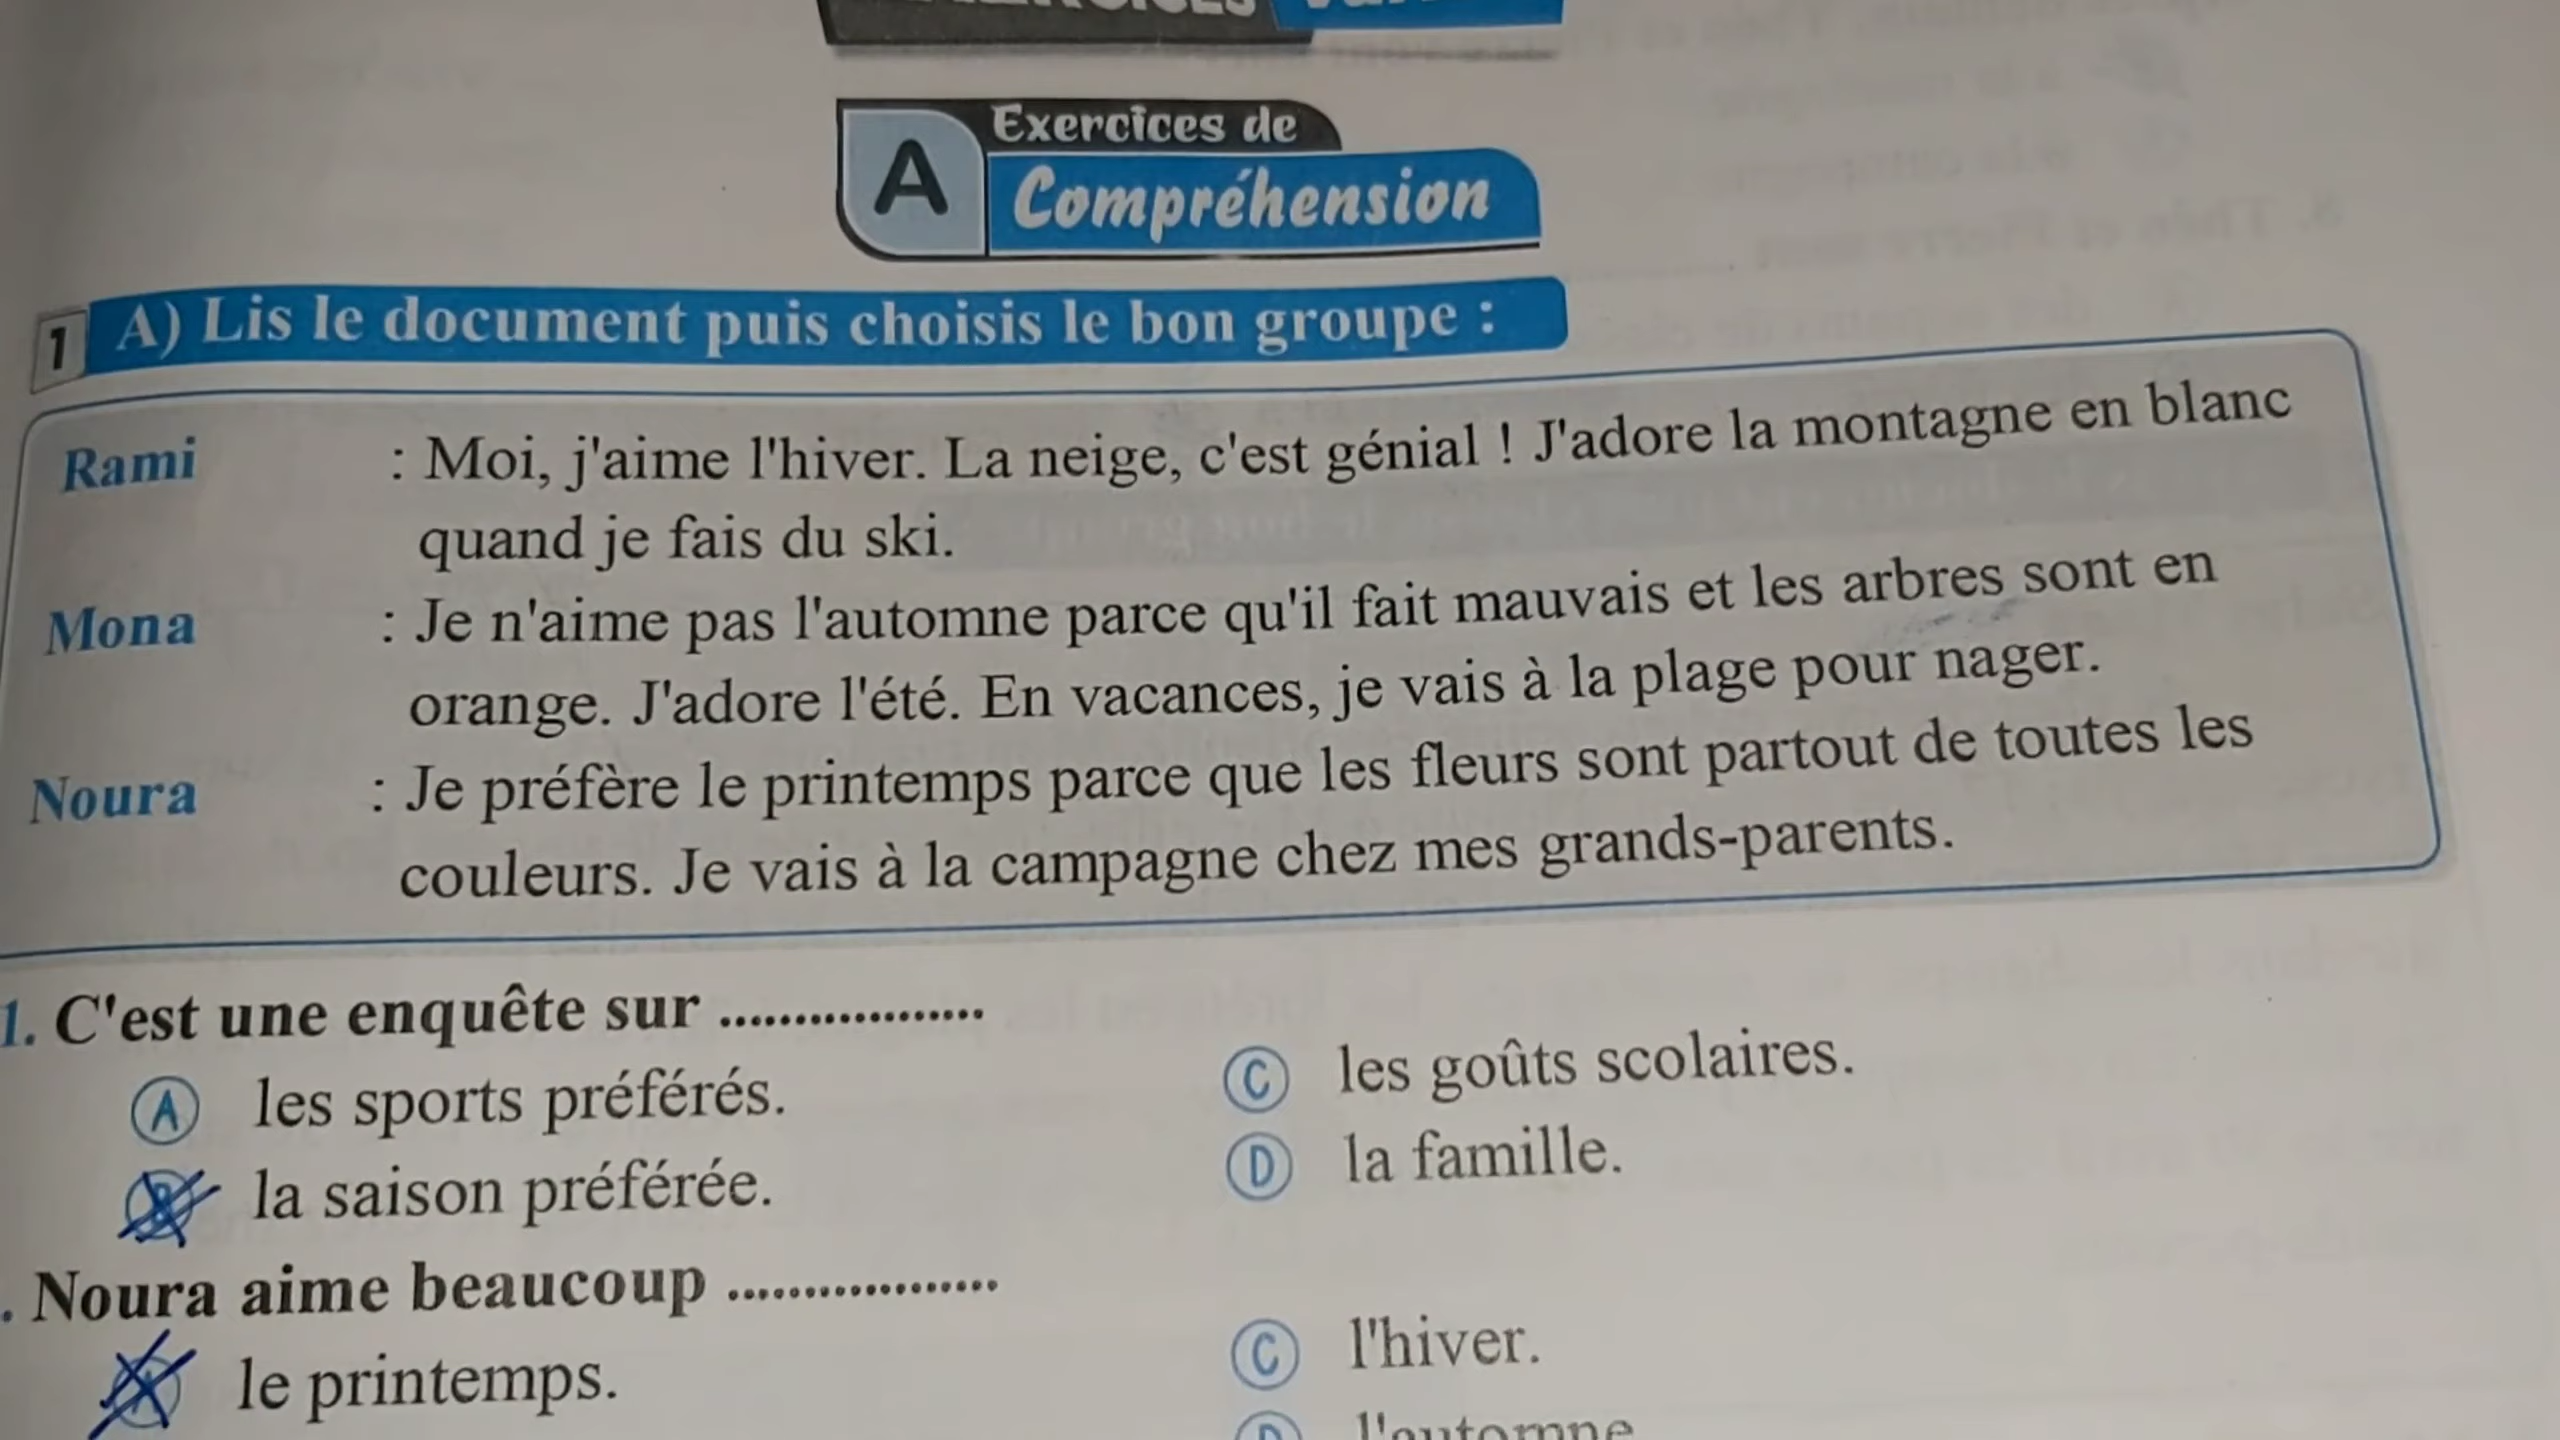 Exercices de
A
Compréhension
1 A) Lis le document puis choisis le bon groupe :
Rami : Moi, j'aime l'hiver. La neige, c'est génial ! J'adore la montagne en blanc
quand je fais du ski.
Mona : Je n'aime pas l'automne parce qu'il fait mauvais et les arbres sont en
orange. J'adore l'été. En vacances, je vais à la plage pour nager.
Noura : Je préfère le printemps parce que les fleurs sont partout de toutes les
couleurs. Je vais à la campagne chez mes grands-parents.
1. C'est une enquête sur ..................
A les sports préférés.
C les goûts scolaires.
B la saison préférée.
D la famille.
. Noura aime beaucoup ..................
A le printemps.
C l'hiver.
D l'automne